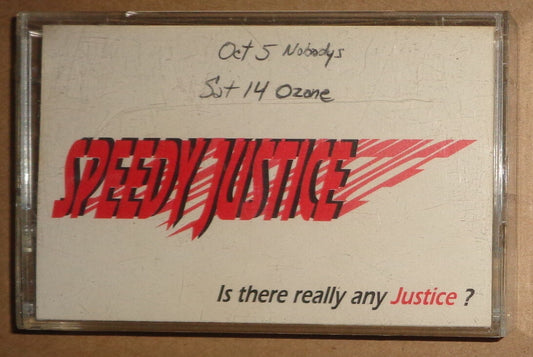 Oct 5 Nobodys
Sat 14 Ozone
SPEEDY JUSTICE
Is there really any Justice ?